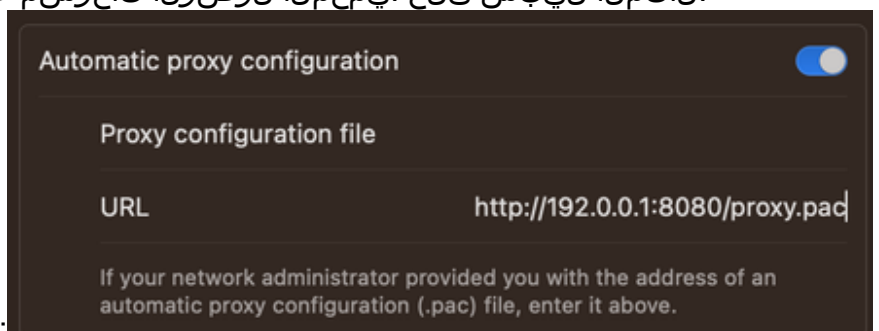 Automatic proxy configuration
Proxy configuration file
URL http://192.0.0.1:8080/proxy.pac
If your network administrator provided you with the address of an
automatic proxy configuration (.pac) file, enter it above.
.